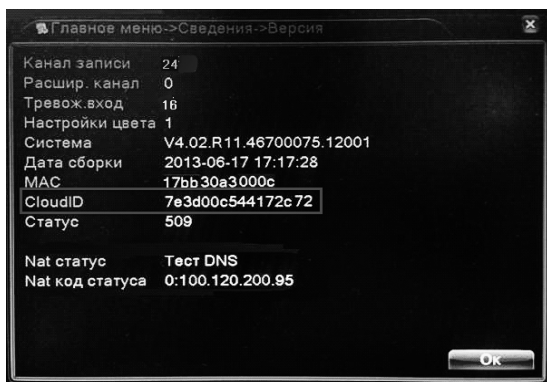 Главное меню->Сведения->Версия
Канал записи 24
Расшир. канал 0
Тревож.вход 16
Настройки цвета 1
Система V4.02.R11.46700075.12001
Дата сборки 2013-06-17 17:17:28
MAC 17bb30a3000c
CloudID 7e3d00c544172c72
Статус 509
Nat статус Тест DNS
Nat код статуса 0:100.120.200.95
Ок